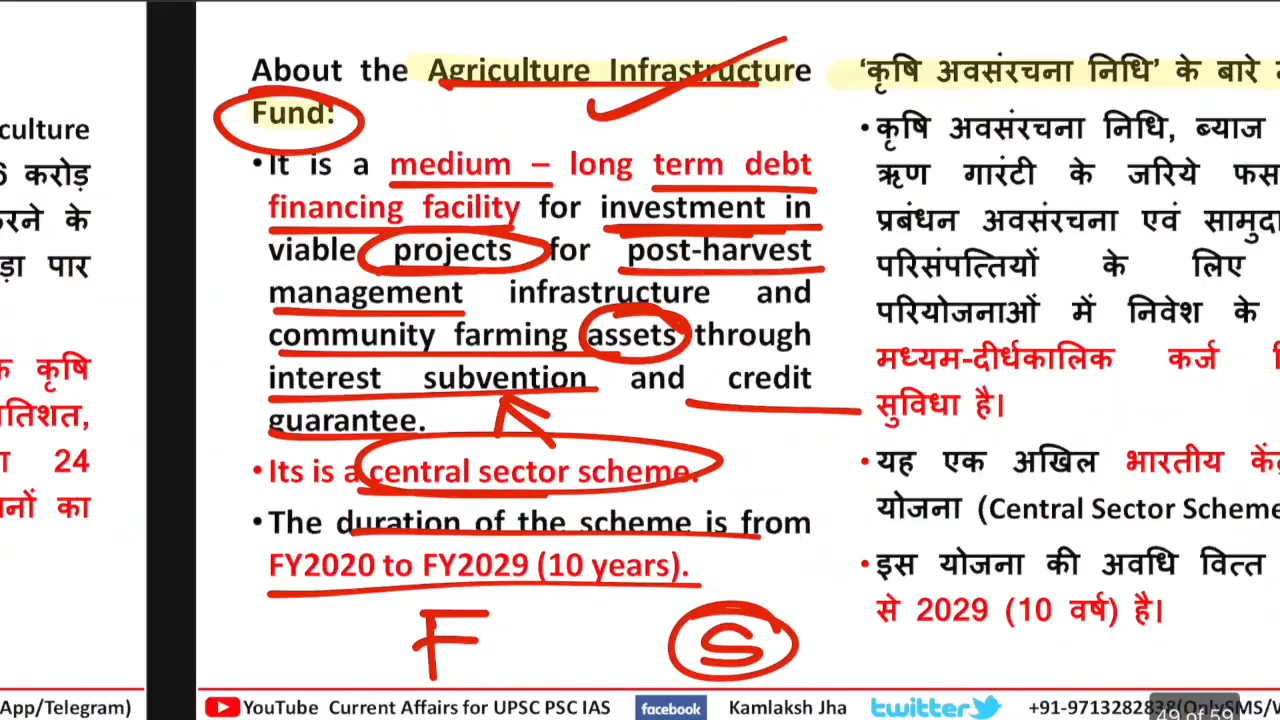 culture
6 करोड़
करने के
ड़ा पार
क कृषि
तिशत,
ा 24
नों का
About the Agriculture Infrastructure
Fund:
• It is a medium – long term debt
financing facility for investment in
viable projects for post-harvest
management infrastructure and
community farming assets through
interest subvention and credit
guarantee.
• Its is a central sector scheme.
• The duration of the scheme is from
FY2020 to FY2029 (10 years).
F S
‘कृषि अवसंरचना निधि’ के बारे
• कृषि अवसंरचना निधि, ब्याज
ऋण गारंटी के जरिये फस
प्रबंधन अवसंरचना एवं सामुदा
परिसंपत्तियों के लिए
परियोजनाओं में निवेश के
मध्यम-दीर्धकालिक कर्ज
सुविधा है।
• यह एक अखिल भारतीय कें
योजना (Central Sector Scheme
• इस योजना की अवधि वित्त
से 2029 (10 वर्ष) है।
App/Telegram) YouTube Current Affairs for UPSC PSC IAS facebook Kamlaksh Jha twitter +91-9713282838(OnlySMS/W
49 of 59